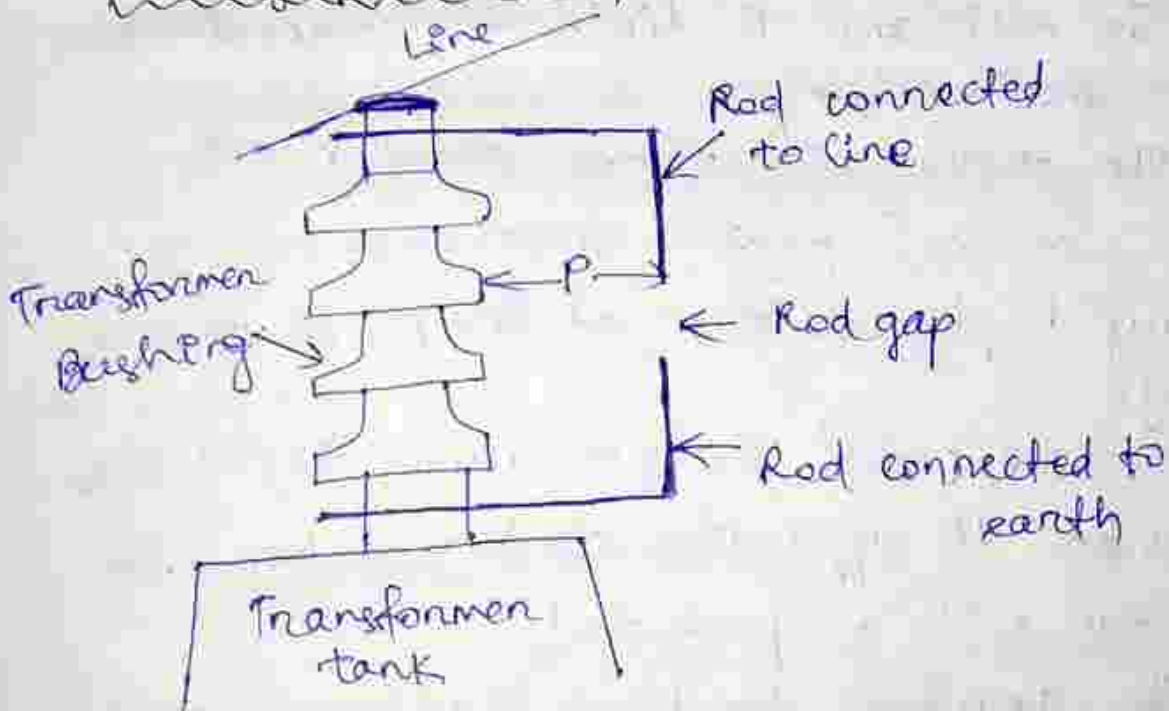 Line
Rod connected
to line
Transformer
Bushing
P
Rod gap
Rod connected to
earth
Transformer
tank